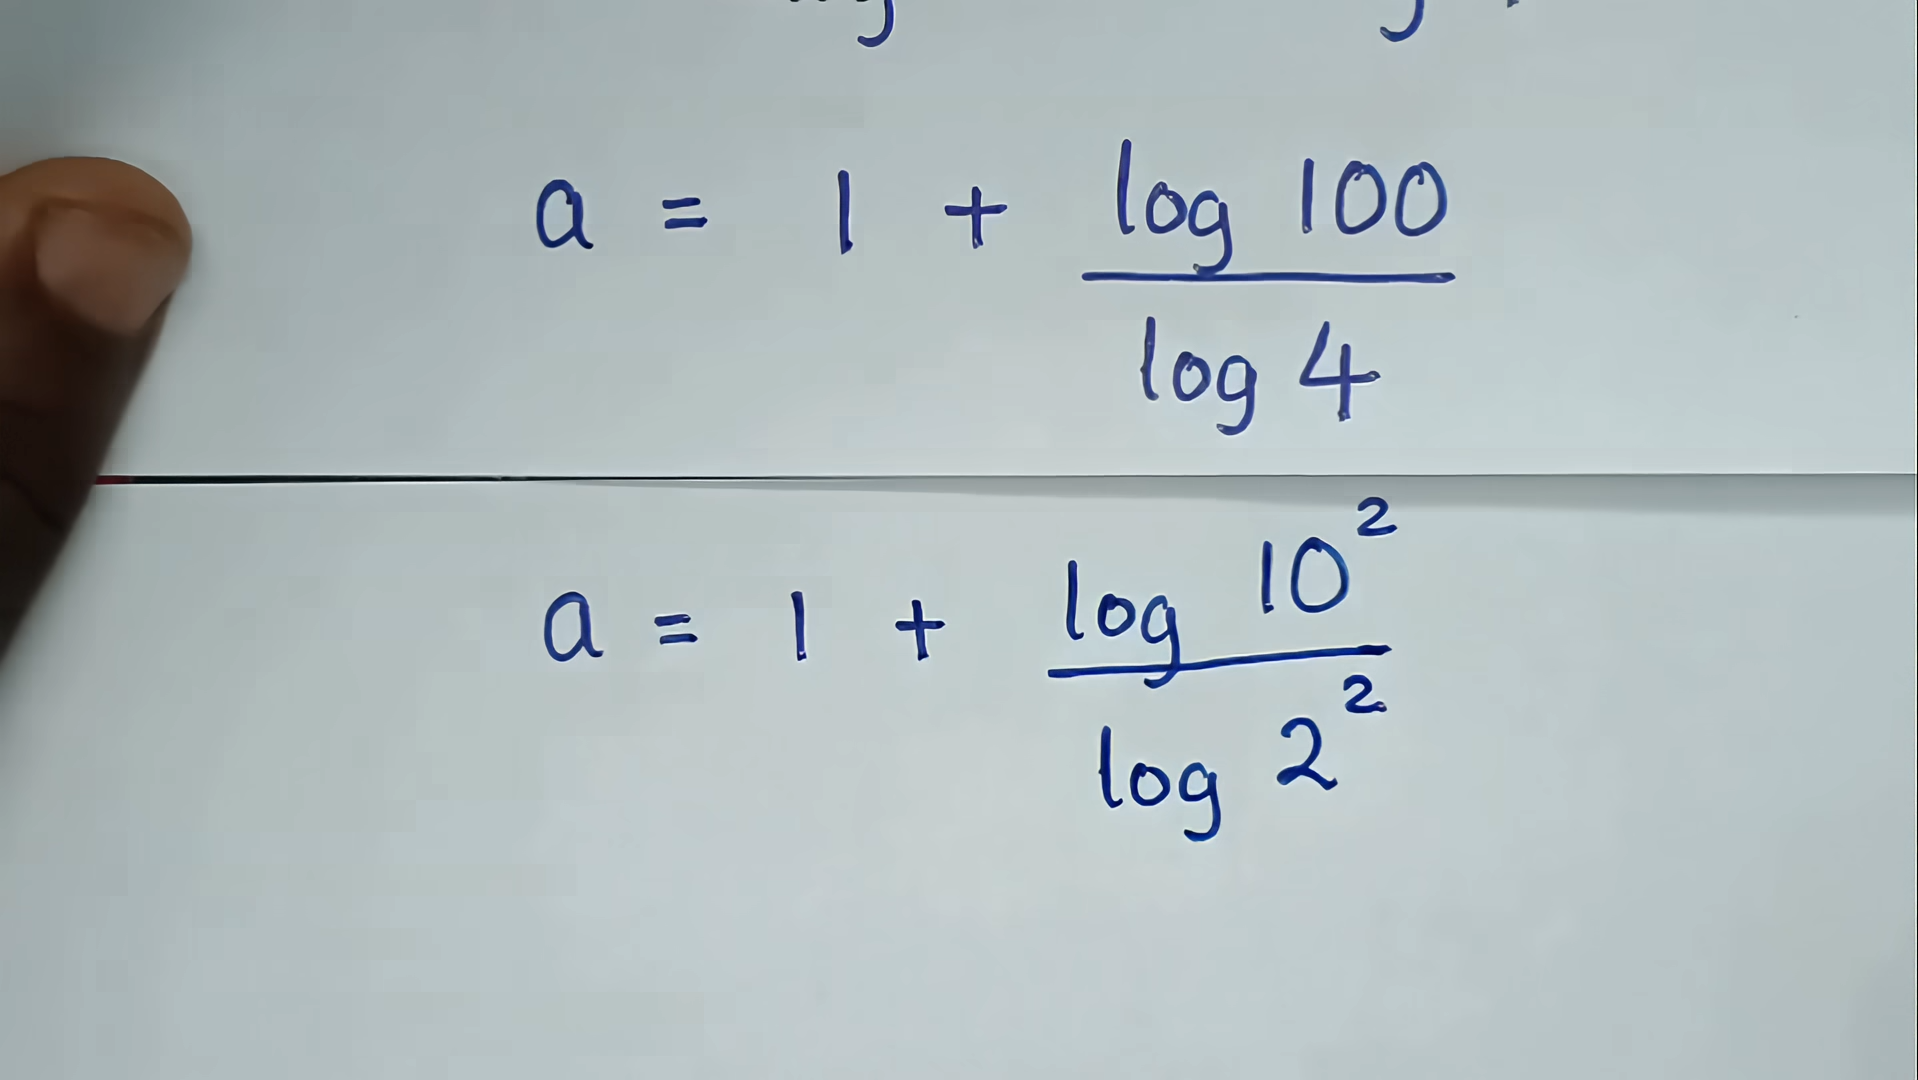 a = 1 + log 100 / log 4
a = 1 + log 10² / log 2²